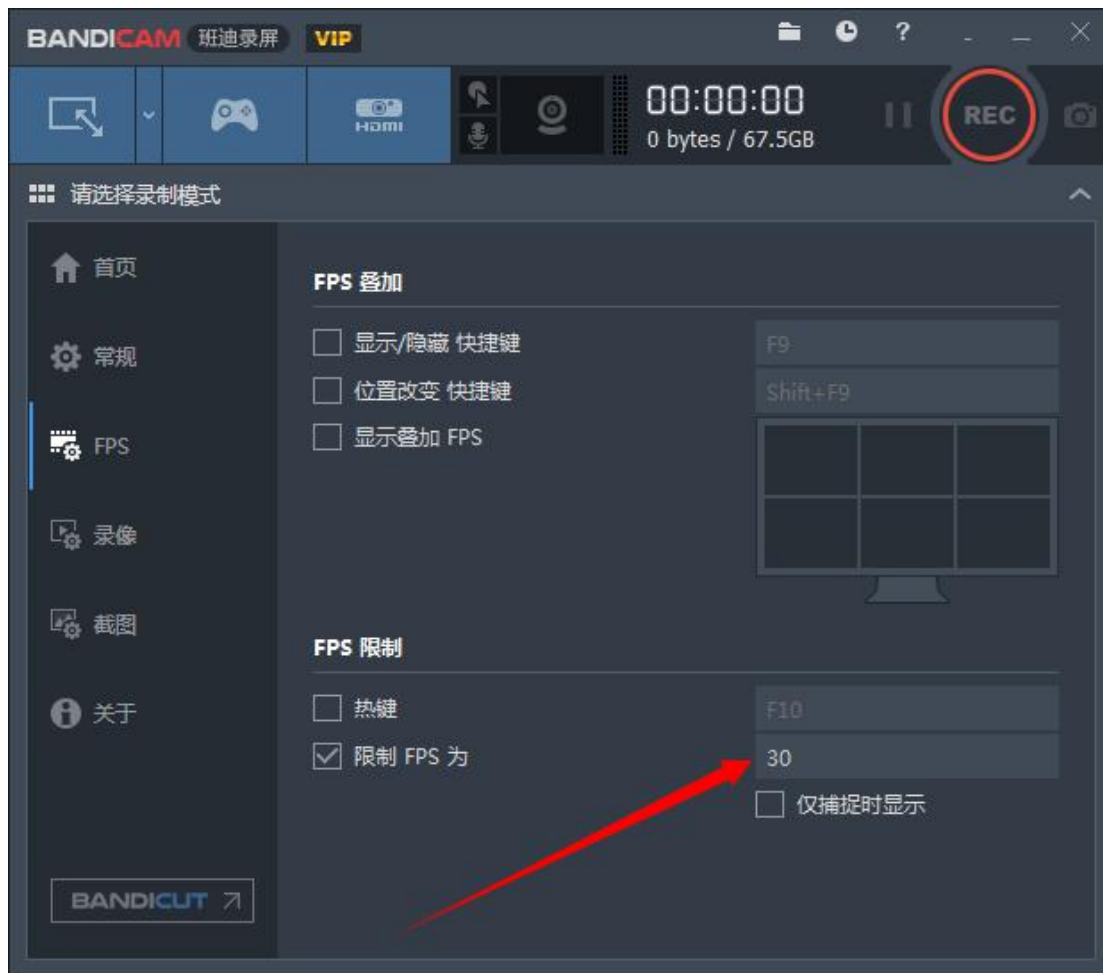 BANDICAM 班迪录屏 VIP ?
HDMI
00:00:00
0 bytes / 67.5GB
REC
请选择录制模式
首页
常规
FPS
录像
截图
关于
BANDICUT
FPS 叠加
显示/隐藏 快捷键 F9
位置改变 快捷键 Shift+F9
显示叠加 FPS
FPS 限制
热键 F10
限制 FPS 为 30
仅捕捉时显示